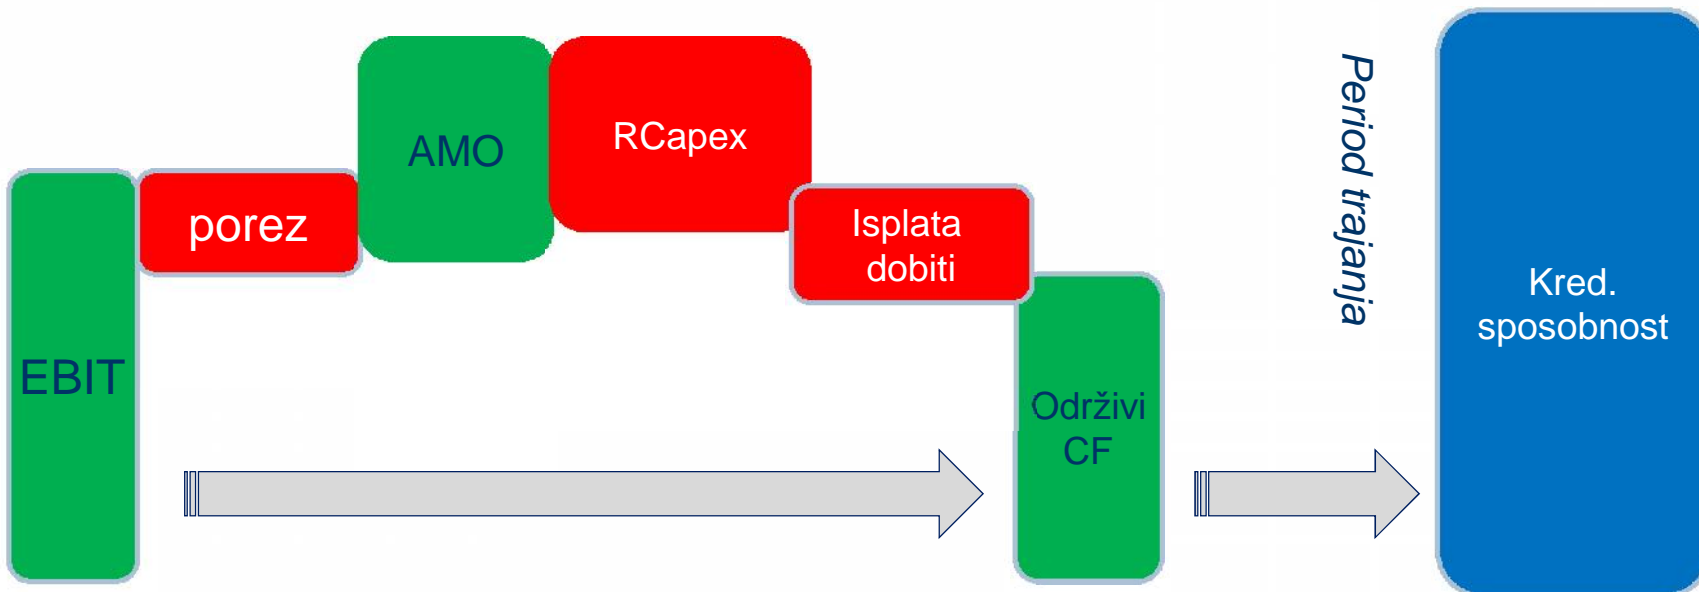 EBIT
porez
AMO
RCapex
Isplata
dobiti
Održivi
CF
Period trajanja
Kred.
sposobnost